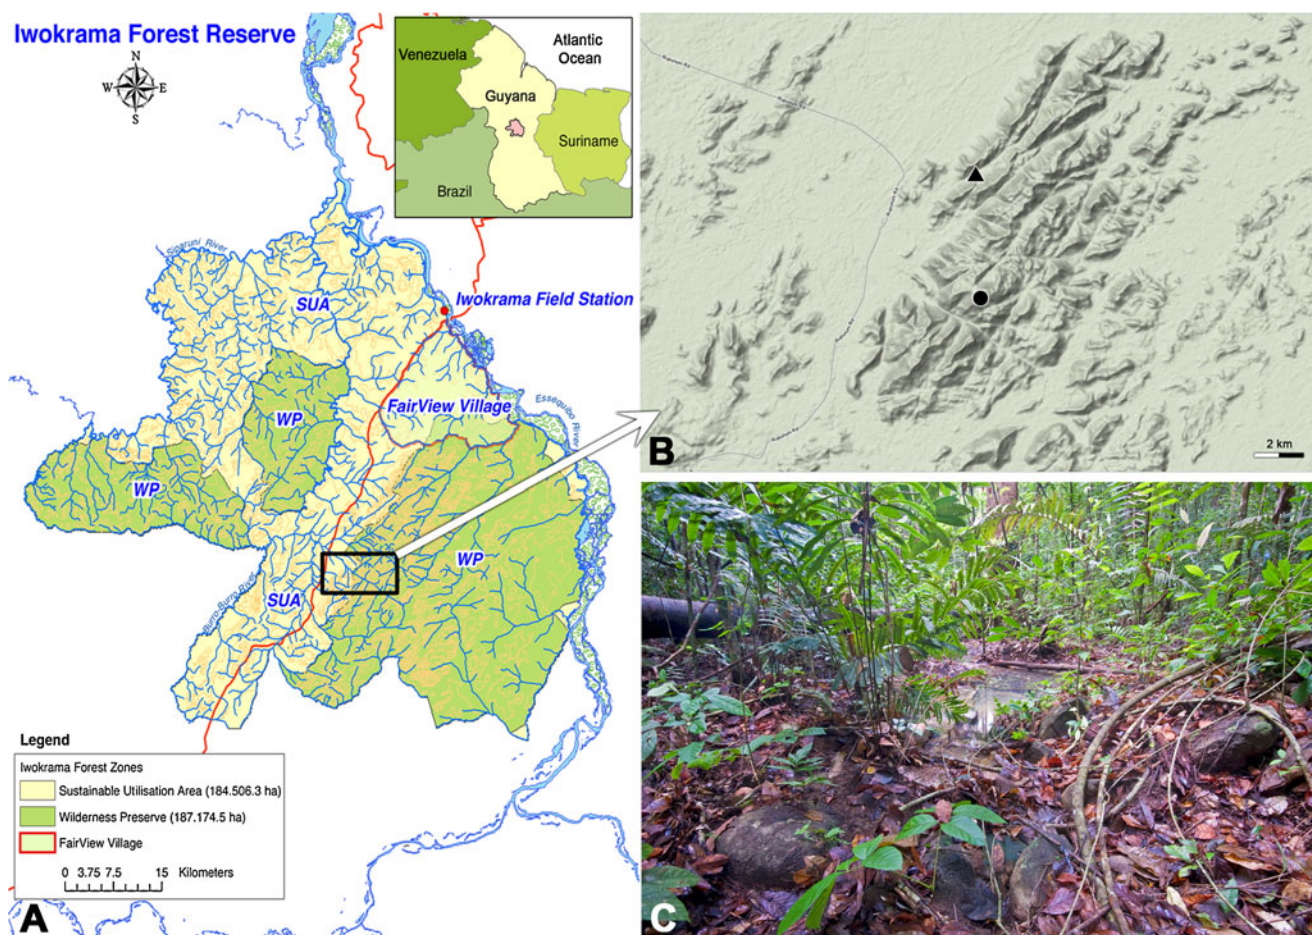 Iwokrama Forest Reserve
N
W
E
S
Venezuela
Atlantic
Ocean
Guyana
Suriname
Brazil
Siparuni River
SUA
Iwokrama Field Station
WP
FairView Village
Essequibo River
WP
WP
SUA
Burro-Burro River
Legend
Iwokrama Forest Zones
Sustainable Utilisation Area (184.506.3 ha)
Wilderness Preserve (187.174.5 ha)
FairView Village
0 3.75 7.5 15 Kilometers
A
B
2 km
C